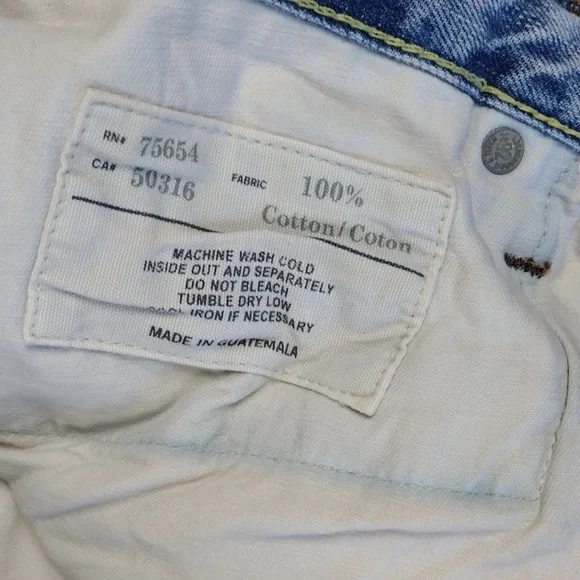 RN# 75654
CA# 50316
FABRIC 100%
Cotton/Coton
MACHINE WASH COLD
INSIDE OUT AND SEPARATELY
DO NOT BLEACH
TUMBLE DRY LOW
IRON IF NECESSARY
MADE IN GUATEMALA